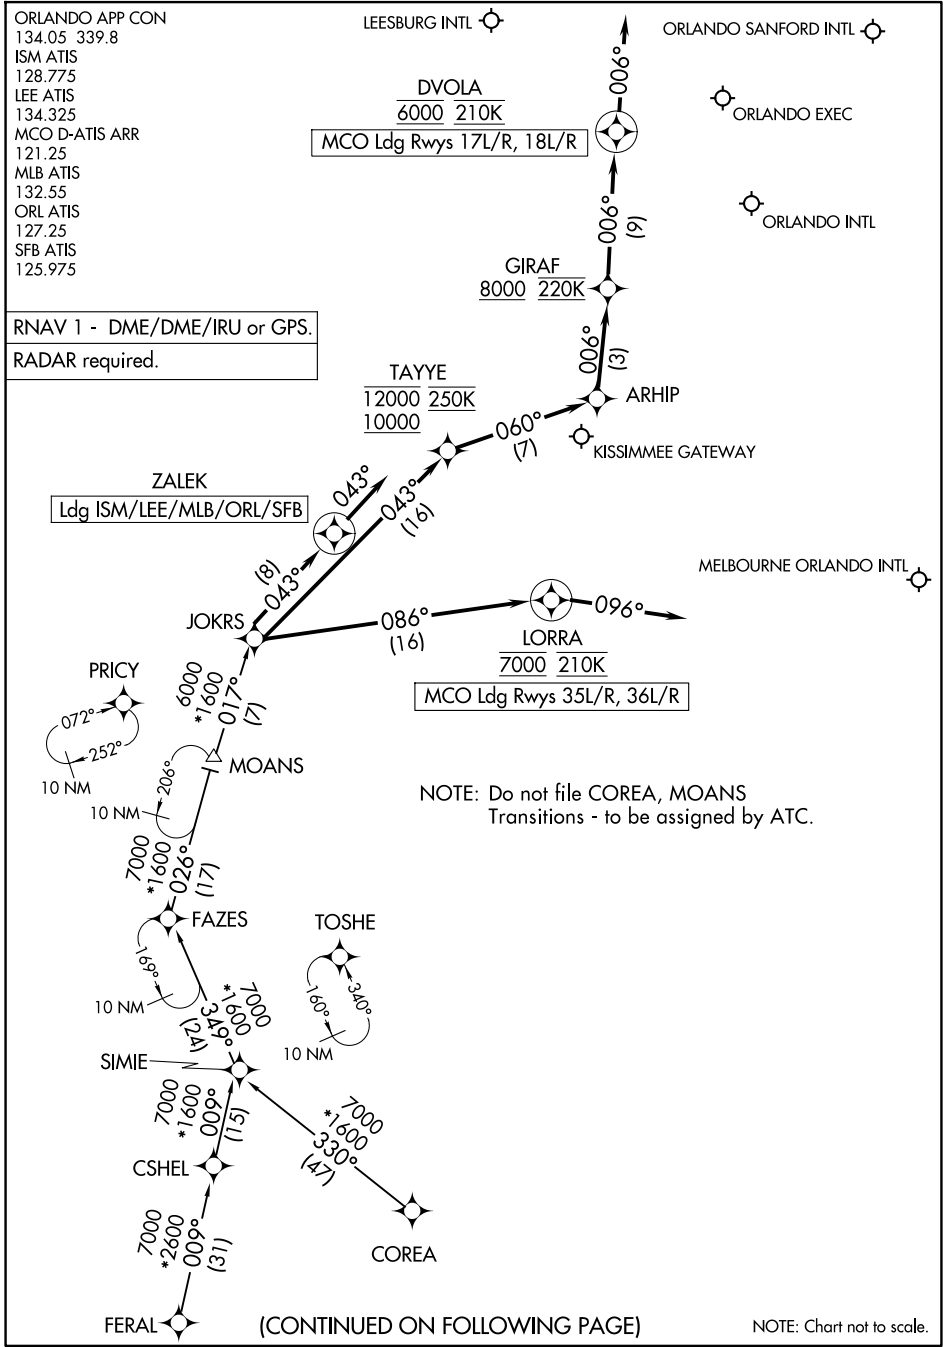 ORLANDO APP CON
134.05 339.8
ISM ATIS
128.775
LEE ATIS
134.325
MCO D-ATIS ARR
121.25
MLB ATIS
132.55
ORL ATIS
127.25
SFB ATIS
125.975
RNAV 1 - DME/DME/IRU or GPS.
RADAR required.
LEESBURG INTL
ORLANDO SANFORD INTL
006°
DVOLA
6000 210K
MCO Ldg Rwys 17L/R, 18L/R
ORLANDO EXEC
ORLANDO INTL
006°
(9)
GIRAF
8000 220K
006°
(3)
TAYYE
12000 250K
10000
ARHIP
060°
(7)
KISSIMMEE GATEWAY
ZALEK
Ldg ISM/LEE/MLB/ORL/SFB
043°
043°
(16)
(8)
043°
MELBOURNE ORLANDO INTL
JOKRS
086°
(16)
096°
LORRA
7000 210K
MCO Ldg Rwys 35L/R, 36L/R
PRICY
072°
252°
10 NM
6000
*1600
017°
(7)
MOANS
206°
10 NM
NOTE: Do not file COREA, MOANS
Transitions - to be assigned by ATC.
7000
*1600
026°
(17)
FAZES
169°
10 NM
TOSHE
160°
340°
10 NM
7000
*1600
349°
(24)
SIMIE
7000
*1600
009°
(15)
7000
*1600
330°
(47)
CSHEL
COREA
7000
*2600
009°
(31)
FERAL
(CONTINUED ON FOLLOWING PAGE)
NOTE: Chart not to scale.